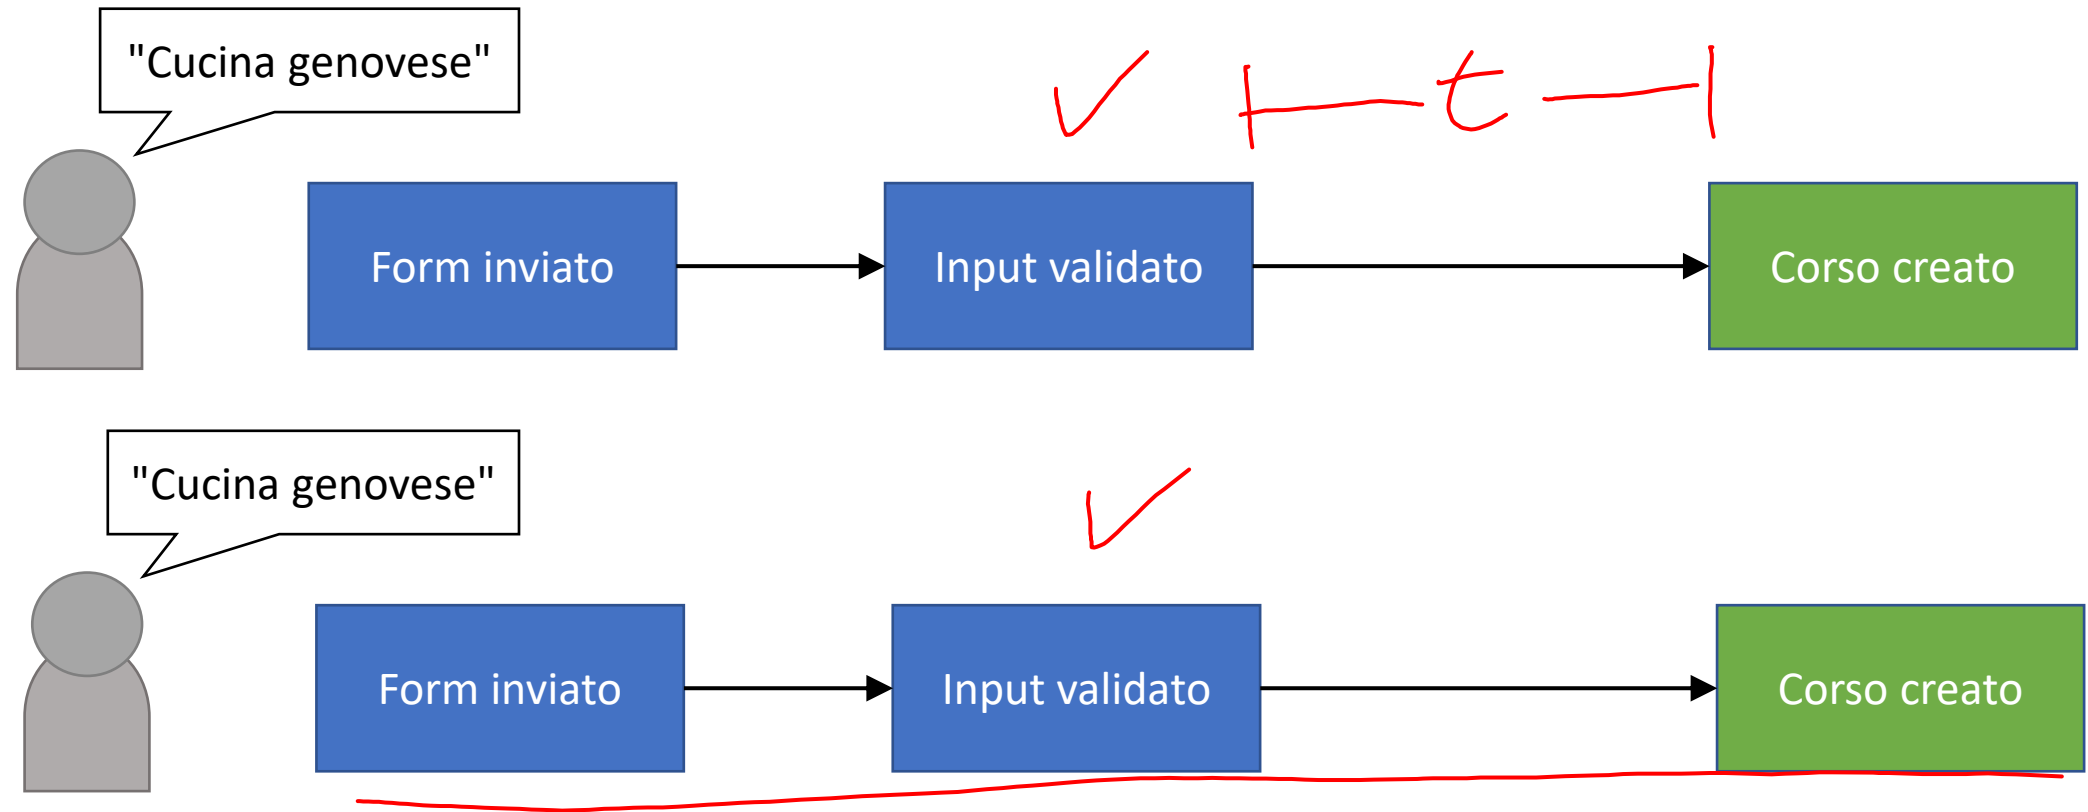 "Cucina genovese"
t
Form inviato
Input validato
Corso creato
"Cucina genovese"
Form inviato
Input validato
Corso creato